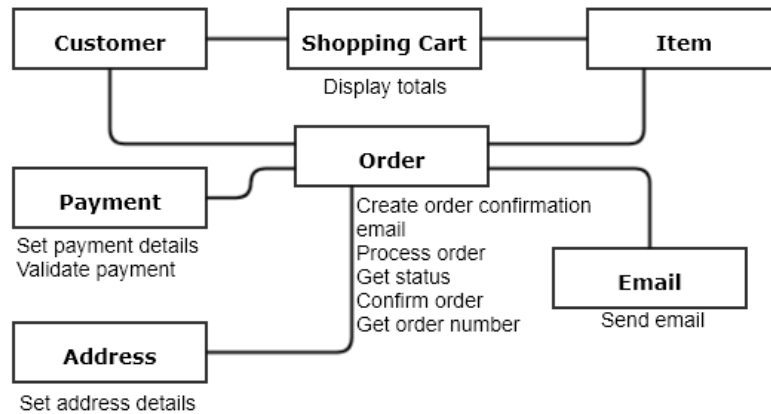 Customer
Shopping Cart
Item
Display totals
Order
Payment
Create order confirmation
email
Process order
Get status
Confirm order
Get order number
Set payment details
Validate payment
Email
Send email
Address
Set address details